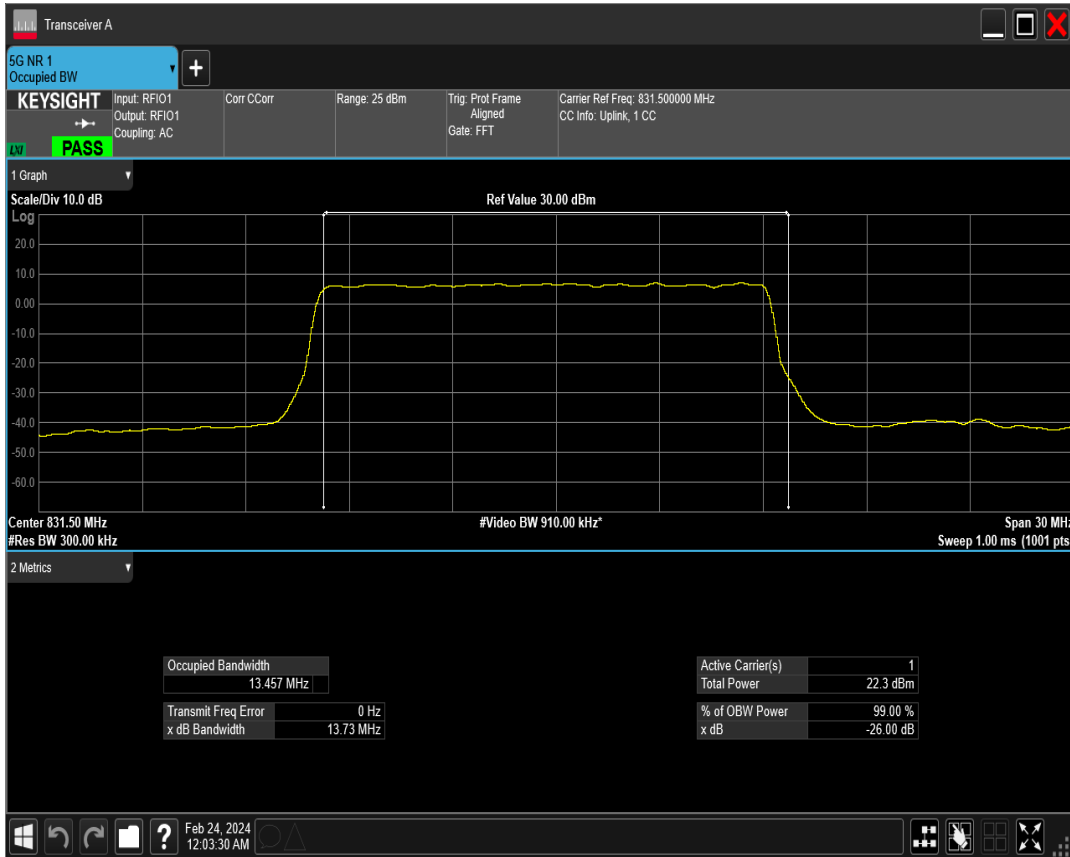 Transceiver A
5G NR 1
Occupied BW
+
KEYSIGHT
LXI
PASS
Input: RFIO1
Output: RFIO1
Coupling: AC
Corr CCorr
Range: 25 dBm
Trig: Prot Frame
Aligned
Gate: FFT
Carrier Ref Freq: 831.500000 MHz
CC Info: Uplink, 1 CC
1 Graph
Scale/Div 10.0 dB
Ref Value 30.00 dBm
Log
20.0
10.0
0.00
-10.0
-20.0
-30.0
-40.0
-50.0
-60.0
Center 831.50 MHz
#Video BW 910.00 kHz*
Span 30 MHz
#Res BW 300.00 kHz
Sweep 1.00 ms (1001 pts
2 Metrics
Occupied Bandwidth
13.457 MHz
Transmit Freq Error 0 Hz
x dB Bandwidth 13.73 MHz
Active Carrier(s) 1
Total Power 22.3 dBm
% of OBW Power 99.00 %
x dB -26.00 dB
?
Feb 24, 2024
12:03:30 AM